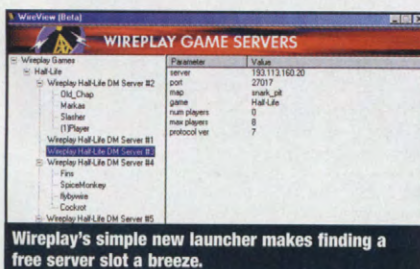 WireView (Beta)
WIREPLAY GAME SERVERS
Wireplay Games
Half-Life
Wireplay Half-Life DM Server #2
Old_Chap
Markas
Slasher
(1)Player
Wireplay Half-Life DM Server #1
Wireplay Half-Life DM Server #3
Wireplay Half-Life DM Server #4
Fins
SpiceMonkey
flybywire
Cockrot
Wireplay Half-Life DM Server #5
Parameter Value
server 193.113.160.20
port 27017
map snark_pit
game Half-Life
num players 0
max players 8
protocol ver 7
Wireplay's simple new launcher makes finding a
free server slot a breeze.